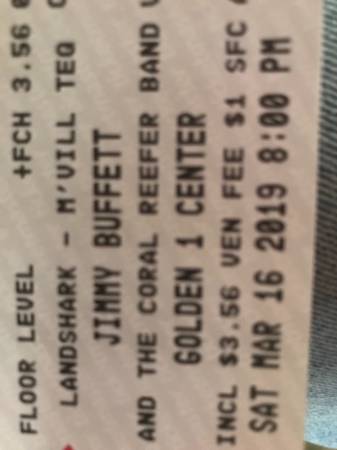 FLOOR LEVEL +FCH 3.56
LANDSHARK - M'VILL TEQ
JIMMY BUFFETT
AND THE CORAL REEFER BAND
GOLDEN 1 CENTER
INCL $3.56 VEN FEE $1 SFC
SAT MAR 16 2019 8:00 PM